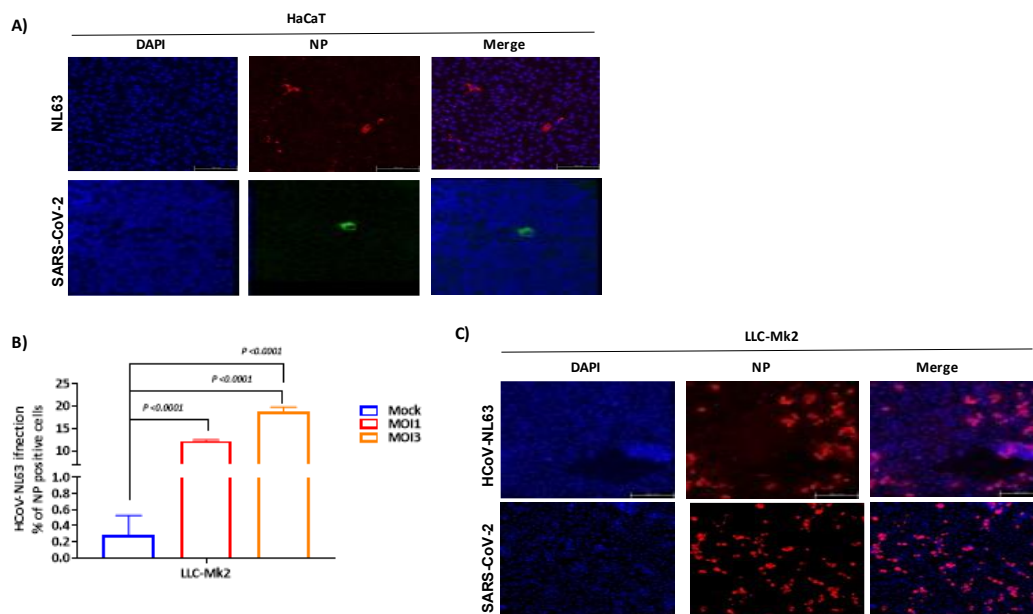 A)
HaCaT
DAPI NP Merge
NL63
SARS-CoV-2
B)
P <0.0001
P <0.0001
P <0.0001
HCoV-NL63 ifnection
% of NP positive cells
25
20
15
10
1.0
0.8
0.6
0.4
0.2
0.0
LLC-Mk2
Mock
MOI1
MOI3
C)
LLC-Mk2
DAPI NP Merge
HCoV-NL63
SARS-CoV-2